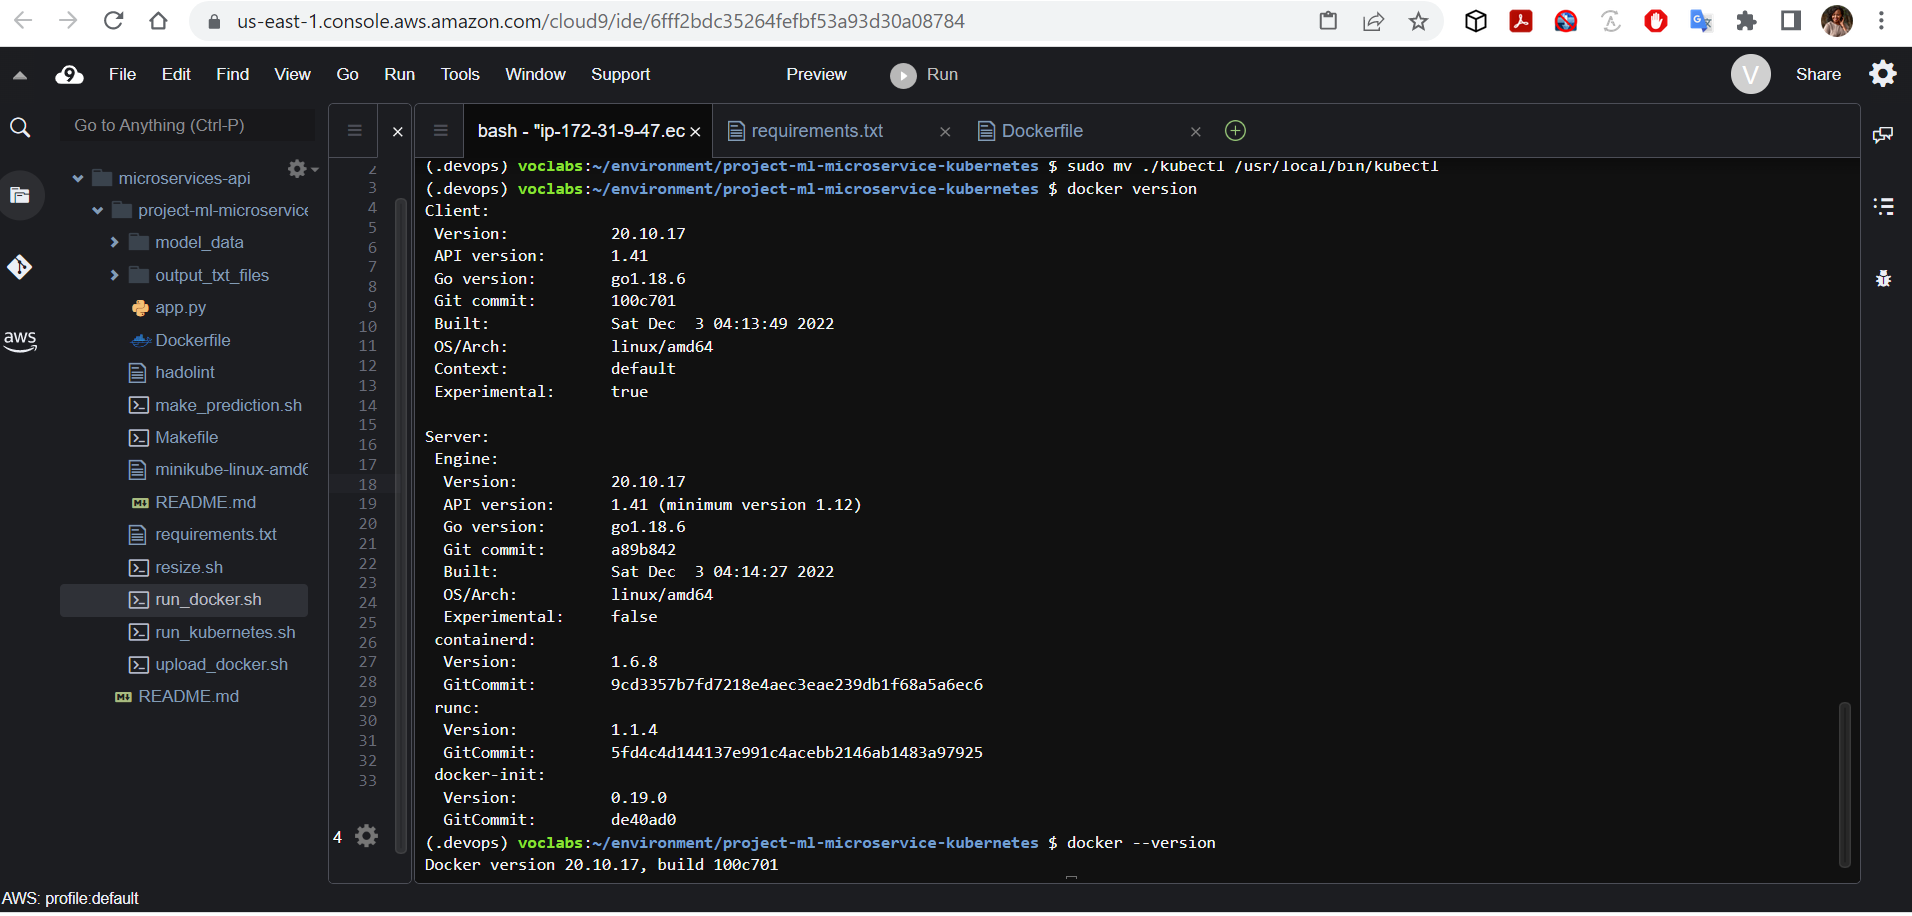 us-east-1.console.aws.amazon.com/cloud9/ide/6fff2bdc35264fefbf53a93d30a08784
9 File Edit Find View Go Run Tools Window Support Preview Run V Share
Go to Anything (Ctrl-P)
bash - "ip-172-31-9-47.ec
requirements.txt
Dockerfile
microservices-api
project-ml-microservice
model_data
output_txt_files
app.py
Dockerfile
hadolint
make_prediction.sh
Makefile
minikube-linux-amd6
README.md
requirements.txt
resize.sh
run_docker.sh
run_kubernetes.sh
upload_docker.sh
README.md
aws
2
3
4
5
6
7
8
9
10
11
12
13
14
15
16
17
18
19
20
21
22
23
24
25
26
27
28
29
30
31
32
33
4
(.devops) voclabs:~/environment/project-ml-microservice-kubernetes $ sudo mv ./kubectl /usr/local/bin/kubectl
(.devops) voclabs:~/environment/project-ml-microservice-kubernetes $ docker version
Client:
Version: 20.10.17
API version: 1.41
Go version: go1.18.6
Git commit: 100c701
Built: Sat Dec  3 04:13:49 2022
OS/Arch: linux/amd64
Context: default
Experimental: true
Server:
Engine:
Version: 20.10.17
API version: 1.41 (minimum version 1.12)
Go version: go1.18.6
Git commit: a89b842
Built: Sat Dec  3 04:14:27 2022
OS/Arch: linux/amd64
Experimental: false
containerd:
Version: 1.6.8
GitCommit: 9cd3357b7fd7218e4aec3eae239db1f68a5a6ec6
runc:
Version: 1.1.4
GitCommit: 5fd4c4d144137e991c4acebb2146ab1483a97925
docker-init:
Version: 0.19.0
GitCommit: de40ad0
(.devops) voclabs:~/environment/project-ml-microservice-kubernetes $ docker --version
Docker version 20.10.17, build 100c701
AWS: profile:default